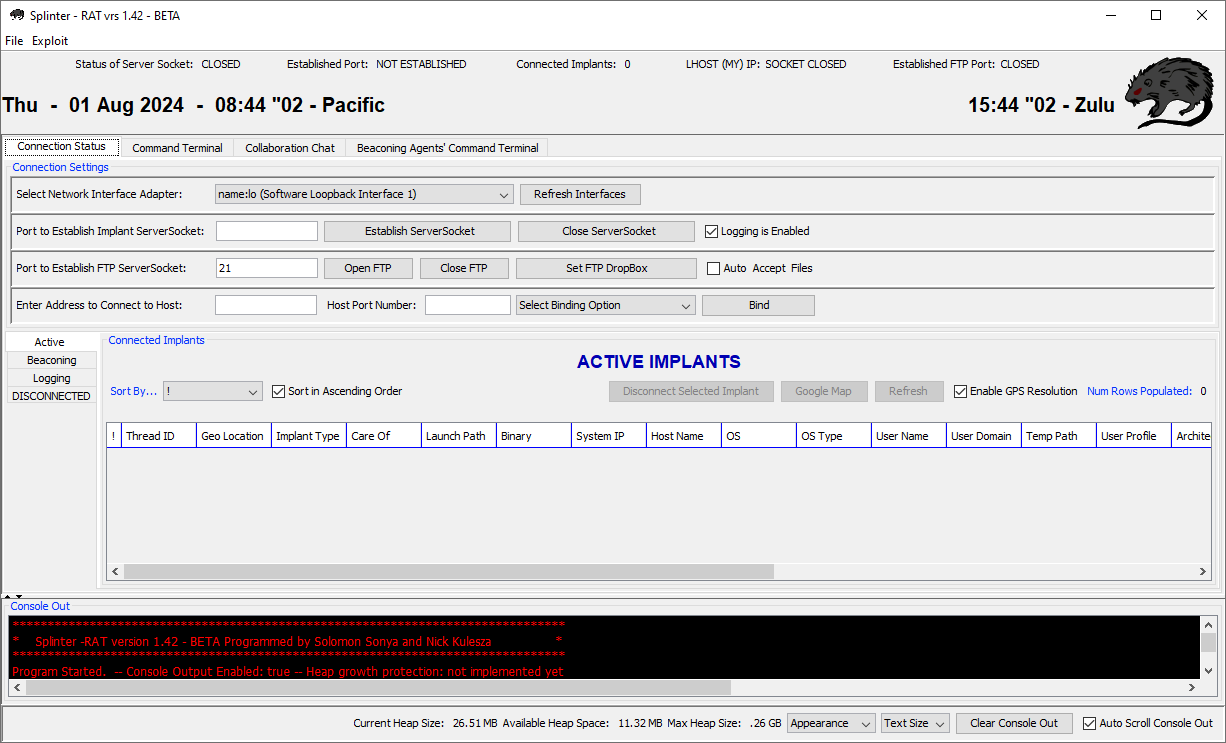 Splinter - RAT vrs 1.42 - BETA
File Exploit
Status of Server Socket: CLOSED Established Port: NOT ESTABLISHED Connected Implants: 0 LHOST (MY) IP: SOCKET CLOSED Established FTP Port: CLOSED
Thu - 01 Aug 2024 - 08:44 "02 - Pacific 15:44 "02 - Zulu
Connection Status Command Terminal Collaboration Chat Beaconing Agents' Command Terminal
Connection Settings
Select Network Interface Adapter: name:lo (Software Loopback Interface 1) Refresh Interfaces
Port to Establish Implant ServerSocket: Establish ServerSocket Close ServerSocket Logging is Enabled
Port to Establish FTP ServerSocket: 21 Open FTP Close FTP Set FTP DropBox Auto Accept Files
Enter Address to Connect to Host: Host Port Number: Select Binding Option Bind
Active
Beaconing
Logging
DISCONNECTED
Connected Implants
ACTIVE IMPLANTS
Sort By... ! Sort in Ascending Order Disconnect Selected Implant Google Map Refresh Enable GPS Resolution Num Rows Populated: 0
! Thread ID Geo Location Implant Type Care Of Launch Path Binary System IP Host Name OS OS Type User Name User Domain Temp Path User Profile Archite
Console Out
*******************************************************************************
* Splinter -RAT version 1.42 - BETA Programmed by Solomon Sonya and Nick Kulesza *
*******************************************************************************
Program Started. -- Console Output Enabled: true -- Heap growth protection: not implemented yet
Current Heap Size: 26.51 MB Available Heap Space: 11.32 MB Max Heap Size: .26 GB Appearance Text Size Clear Console Out Auto Scroll Console Out